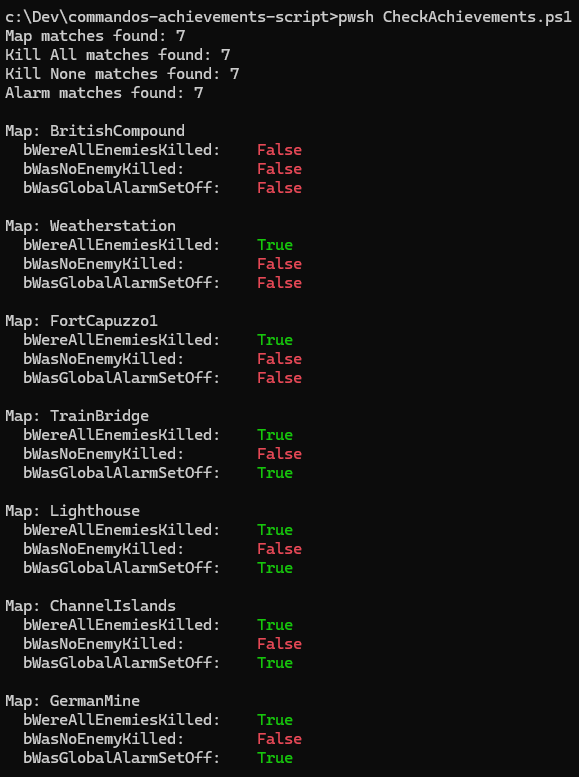 c:\Dev\commandos-achievements-script>pwsh CheckAchievements.ps1
Map matches found: 7
Kill All matches found: 7
Kill None matches found: 7
Alarm matches found: 7
Map: BritishCompound
bWereAllEnemiesKilled: False
bWasNoEnemyKilled: False
bWasGlobalAlarmSetOff: False
Map: Weatherstation
bWereAllEnemiesKilled: True
bWasNoEnemyKilled: False
bWasGlobalAlarmSetOff: False
Map: FortCapuzzo1
bWereAllEnemiesKilled: True
bWasNoEnemyKilled: False
bWasGlobalAlarmSetOff: False
Map: TrainBridge
bWereAllEnemiesKilled: True
bWasNoEnemyKilled: False
bWasGlobalAlarmSetOff: True
Map: Lighthouse
bWereAllEnemiesKilled: True
bWasNoEnemyKilled: False
bWasGlobalAlarmSetOff: True
Map: ChannelIslands
bWereAllEnemiesKilled: True
bWasNoEnemyKilled: False
bWasGlobalAlarmSetOff: True
Map: GermanMine
bWereAllEnemiesKilled: True
bWasNoEnemyKilled: False
bWasGlobalAlarmSetOff: True